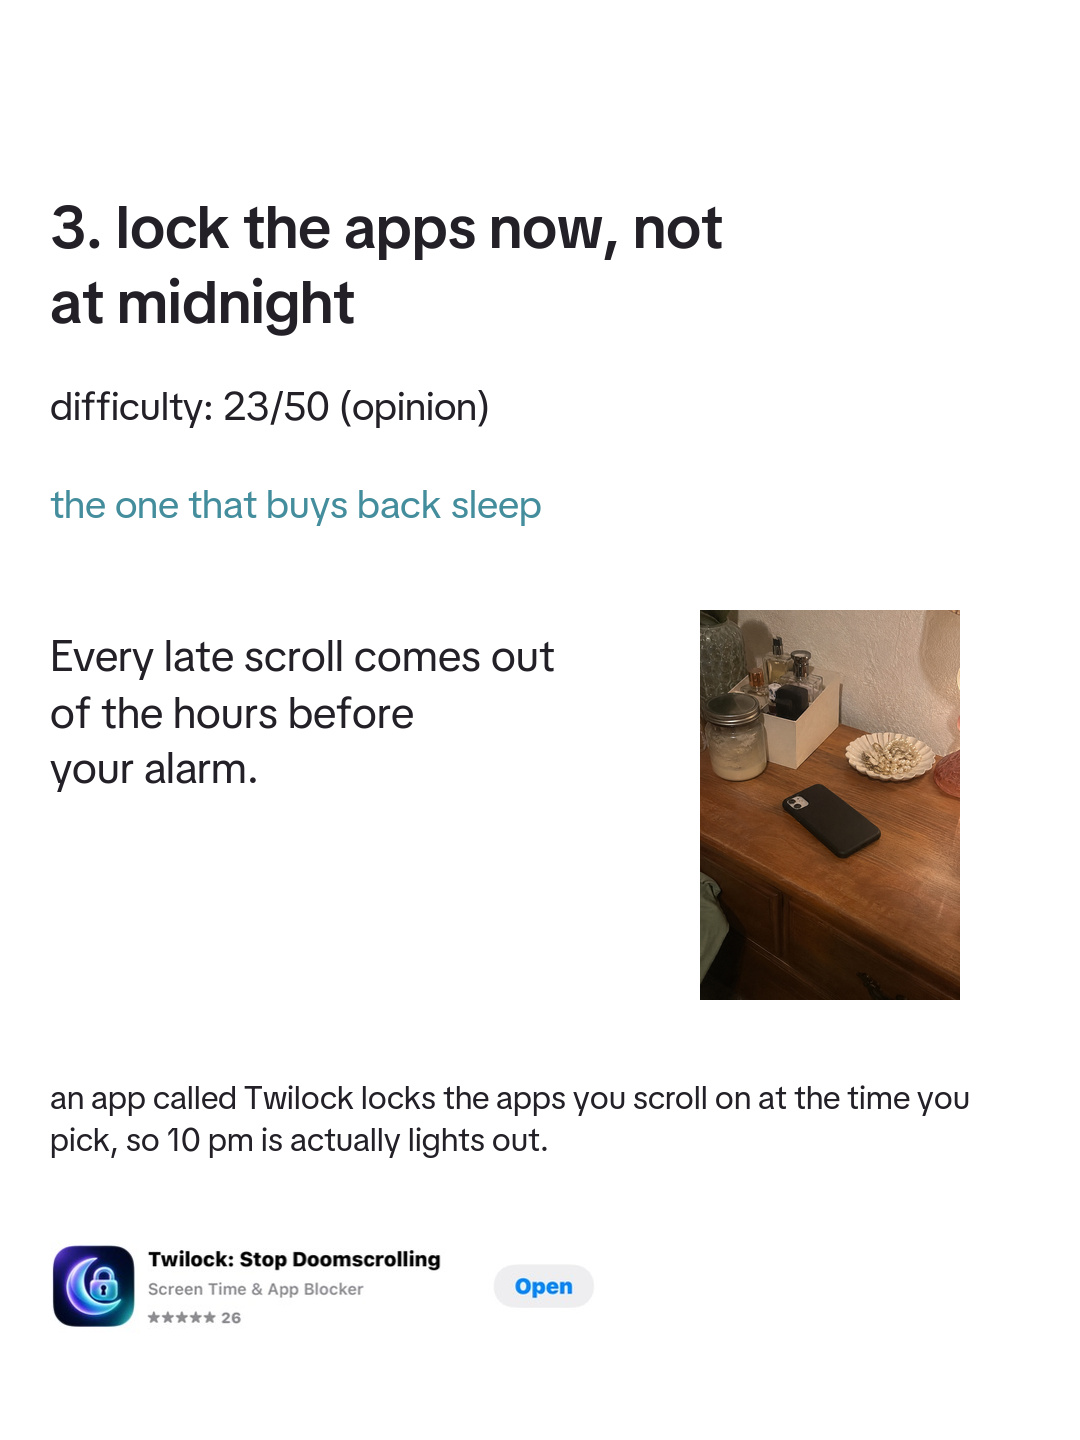 3. lock the apps now, not
at midnight
difficulty: 23/50 (opinion)
the one that buys back sleep
Every late scroll comes out
of the hours before
your alarm.
an app called Twilock locks the apps you scroll on at the time you
pick, so 10 pm is actually lights out.
Twilock: Stop Doomscrolling
Screen Time & App Blocker
★★★★★ 26
Open